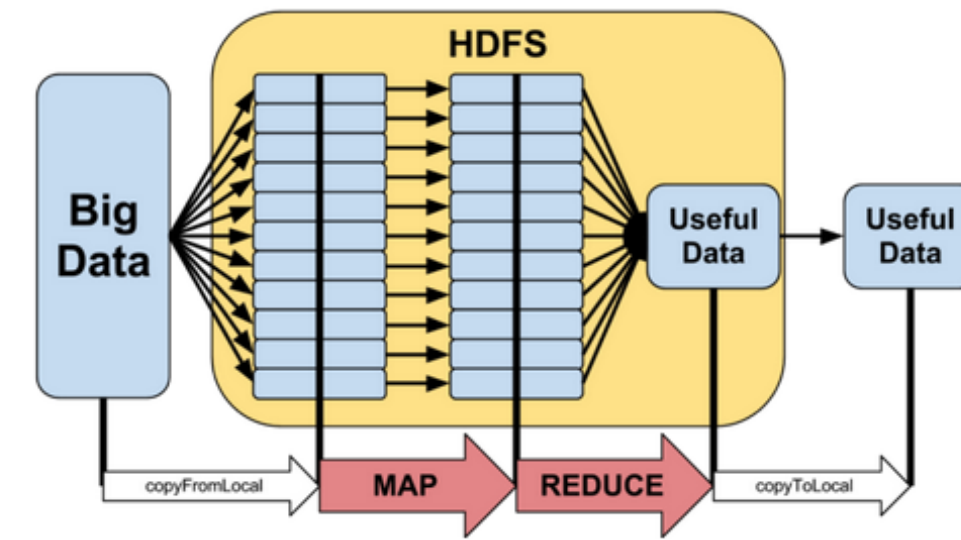 HDFS
Big
Data
Useful
Data
Useful
Data
copyFromLocal
MAP
REDUCE
copyToLocal